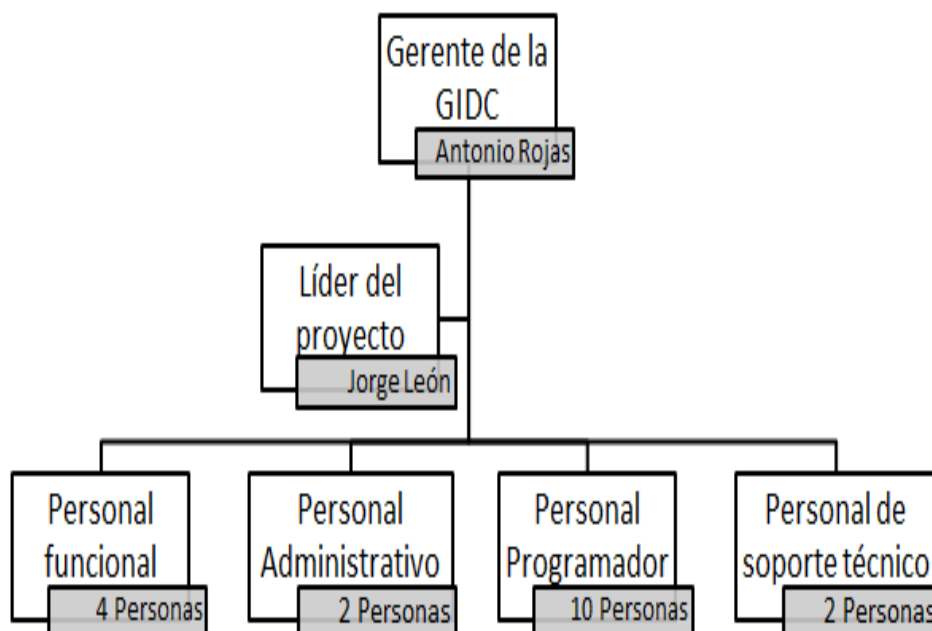 Gerente de la
GIDC
Antonio Rojas
Líder del
proyecto
Jorge León
Personal
funcional
4 Personas
Personal
Administrativo
2 Personas
Personal
Programador
10 Personas
Personal de
soporte técnico
2 Personas